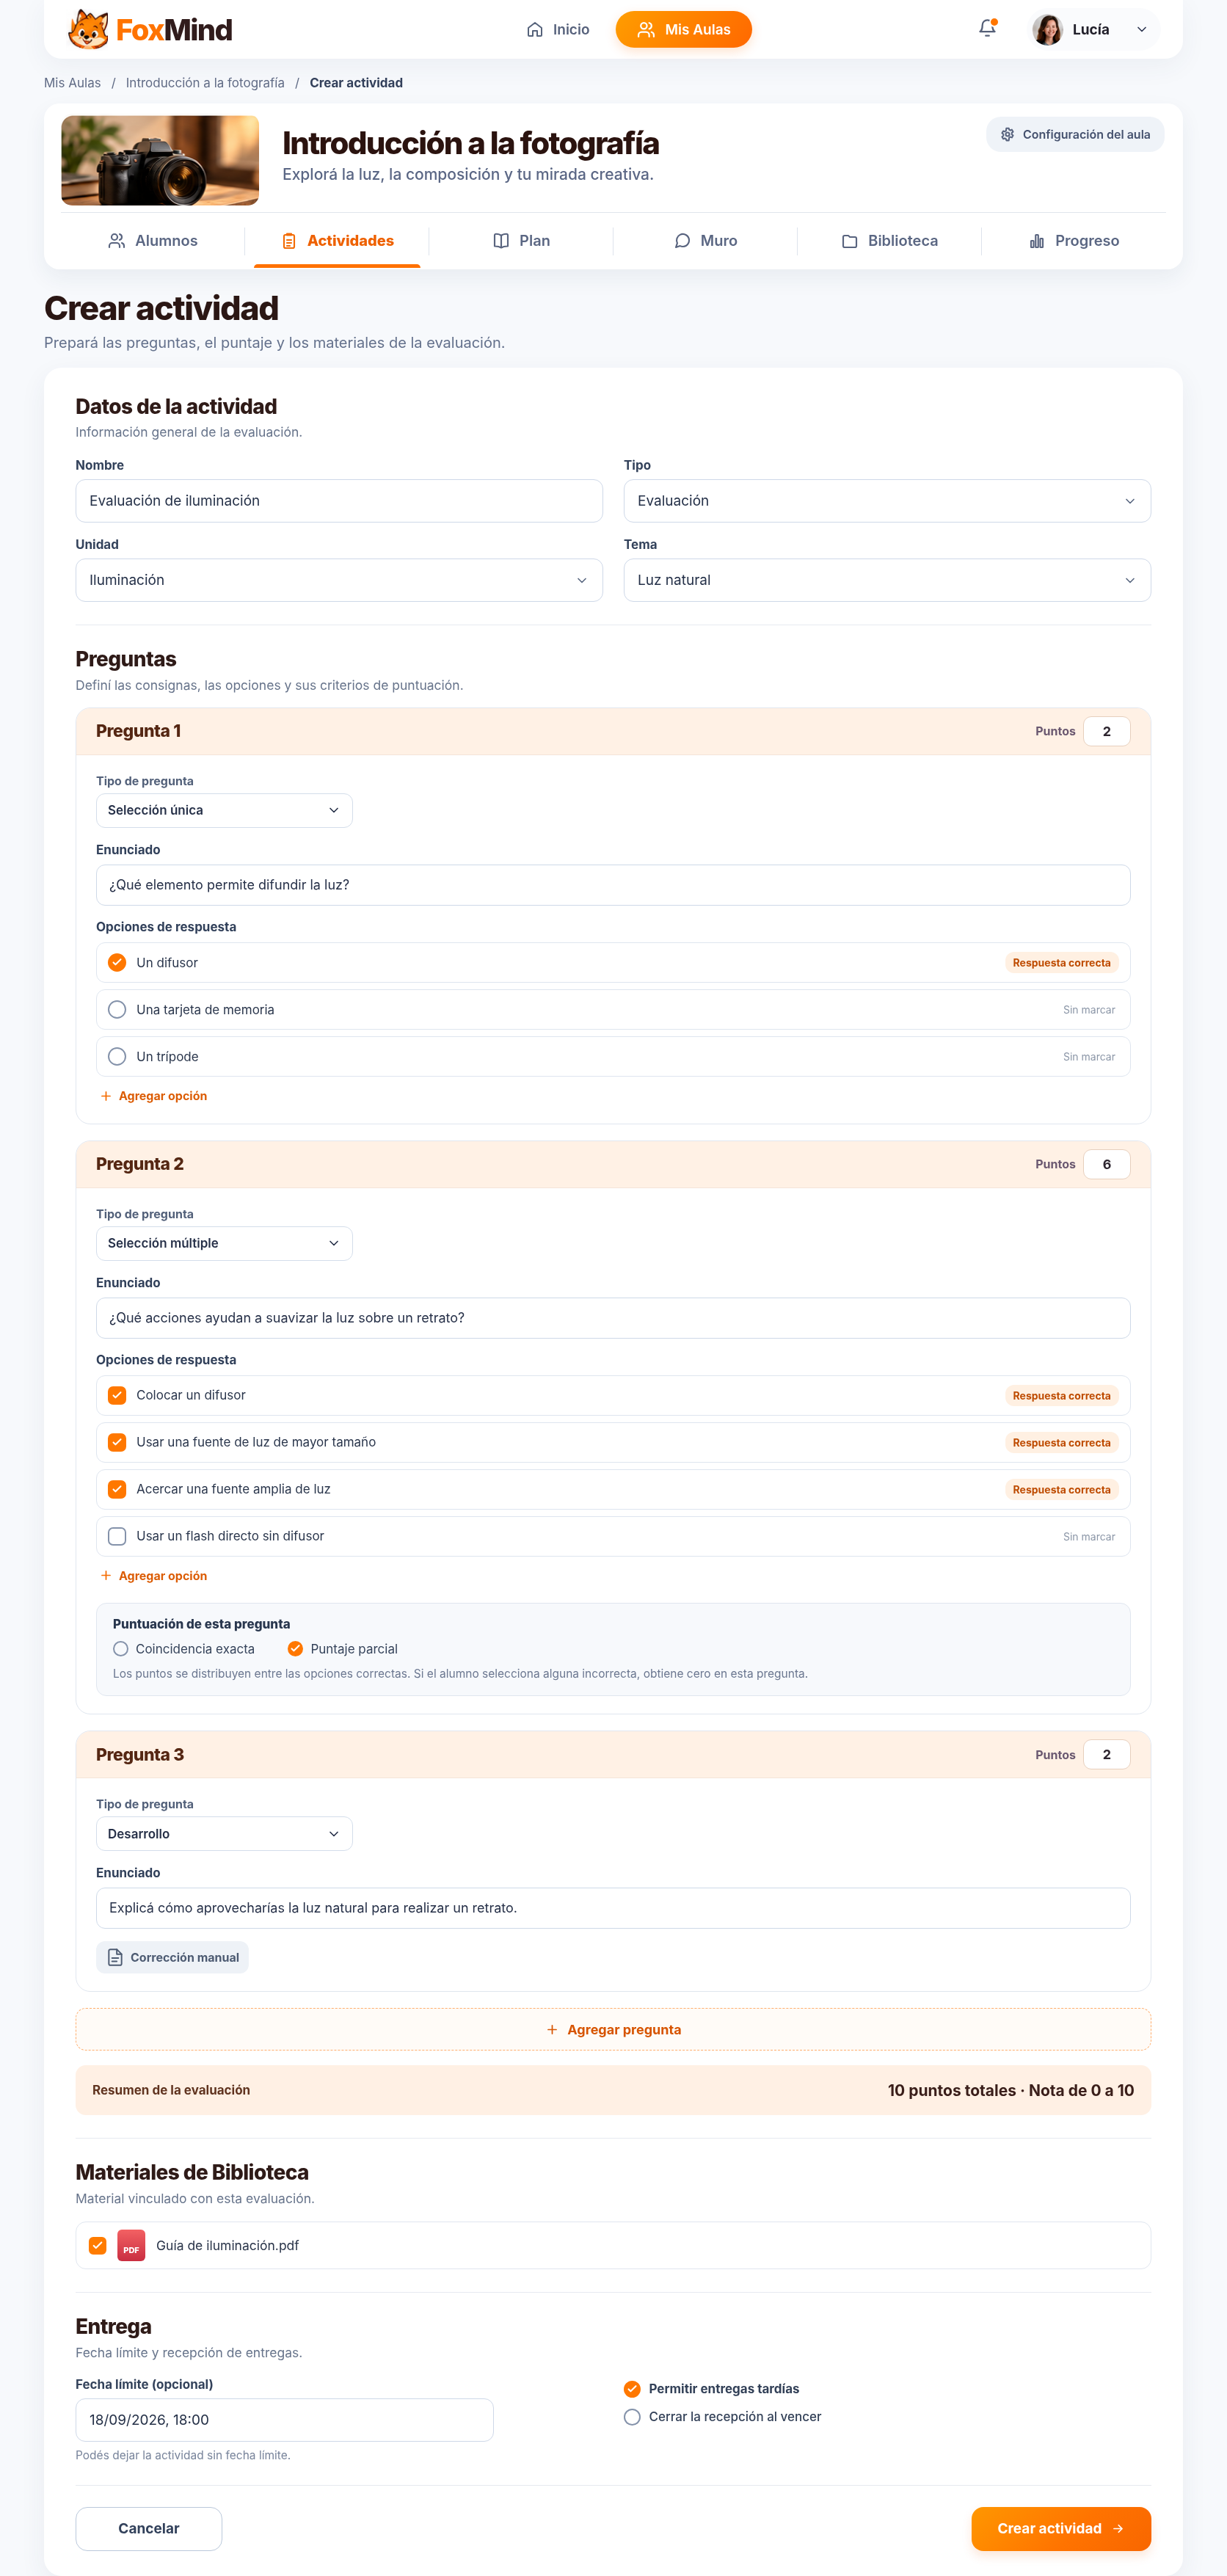 FoxMind
Inicio
Mis Aulas
Lucía
Mis Aulas / Introducción a la fotografía / Crear actividad
Introducción a la fotografía
Explorá la luz, la composición y tu mirada creativa.
Configuración del aula
Alumnos
Actividades
Plan
Muro
Biblioteca
Progreso
Crear actividad
Prepará las preguntas, el puntaje y los materiales de la evaluación.
Datos de la actividad
Información general de la evaluación.
Nombre
Evaluación de iluminación
Tipo
Evaluación
Unidad
Iluminación
Tema
Luz natural
Preguntas
Definí las consignas, las opciones y sus criterios de puntuación.
Pregunta 1
Puntos 2
Tipo de pregunta
Selección única
Enunciado
¿Qué elemento permite difundir la luz?
Opciones de respuesta
Un difusor
Respuesta correcta
Una tarjeta de memoria
Sin marcar
Un trípode
Sin marcar
+ Agregar opción
Pregunta 2
Puntos 6
Tipo de pregunta
Selección múltiple
Enunciado
¿Qué acciones ayudan a suavizar la luz sobre un retrato?
Opciones de respuesta
Colocar un difusor
Respuesta correcta
Usar una fuente de luz de mayor tamaño
Respuesta correcta
Acercar una fuente amplia de luz
Respuesta correcta
Usar un flash directo sin difusor
Sin marcar
+ Agregar opción
Puntuación de esta pregunta
Coincidencia exacta
Puntaje parcial
Los puntos se distribuyen entre las opciones correctas. Si el alumno selecciona alguna incorrecta, obtiene cero en esta pregunta.
Pregunta 3
Puntos 2
Tipo de pregunta
Desarrollo
Enunciado
Explicá cómo aprovecharías la luz natural para realizar un retrato.
Corrección manual
+ Agregar pregunta
Resumen de la evaluación
10 puntos totales · Nota de 0 a 10
Materiales de Biblioteca
Material vinculado con esta evaluación.
PDF
Guía de iluminación.pdf
Entrega
Fecha límite y recepción de entregas.
Fecha límite (opcional)
18/09/2026, 18:00
Podés dejar la actividad sin fecha límite.
Permitir entregas tardías
Cerrar la recepción al vencer
Cancelar
Crear actividad →